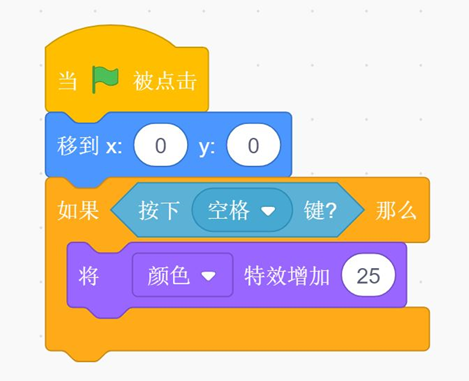 当 被点击
移到 x: 0 y: 0
如果 按下 空格 键? 那么
将 颜色 特效增加 25